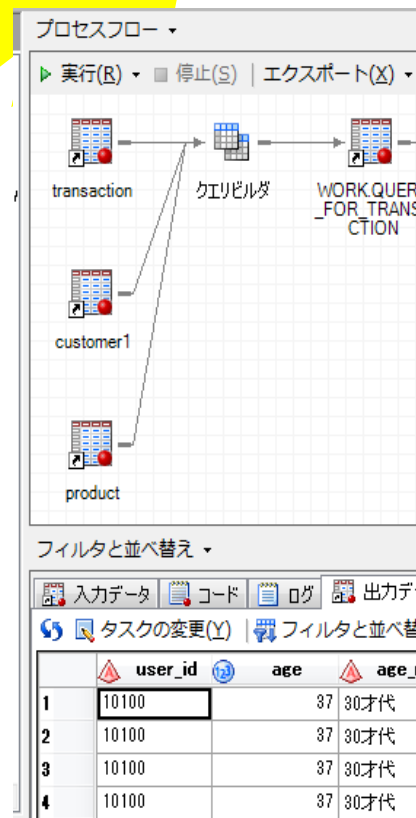 プロセスフロー
実行(R) 停止(S) エクスポート(X)
transaction クエリビルダ WORK.QUER
_FOR_TRANS
CTION
customer1
product
フィルタと並べ替え
入力データ コード ログ 出力デ
タスクの変更(Y) フィルタと並べ替
user_id age age_
1 10100 37 30才代
2 10100 37 30才代
3 10100 37 30才代
4 10100 37 30才代